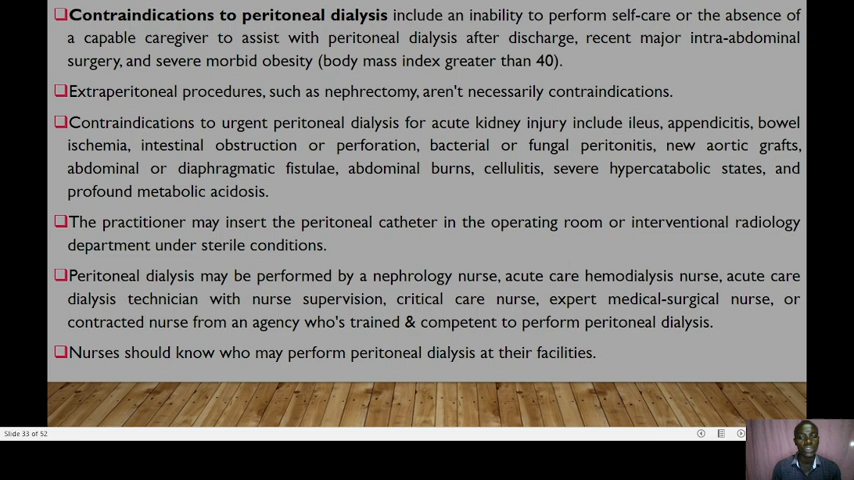 Contraindications to peritoneal dialysis include an inability to perform self-care or the absence of
a capable caregiver to assist with peritoneal dialysis after discharge, recent major intra-abdominal
surgery, and severe morbid obesity (body mass index greater than 40).
Extraperitoneal procedures, such as nephrectomy, aren't necessarily contraindications.
Contraindications to urgent peritoneal dialysis for acute kidney injury include ileus, appendicitis, bowel
ischemia, intestinal obstruction or perforation, bacterial or fungal peritonitis, new aortic grafts,
abdominal or diaphragmatic fistulae, abdominal burns, cellulitis, severe hypercatabolic states, and
profound metabolic acidosis.
The practitioner may insert the peritoneal catheter in the operating room or interventional radiology
department under sterile conditions.
Peritoneal dialysis may be performed by a nephrology nurse, acute care hemodialysis nurse, acute care
dialysis technician with nurse supervision, critical care nurse, expert medical-surgical nurse, or
contracted nurse from an agency who's trained & competent to perform peritoneal dialysis.
Nurses should know who may perform peritoneal dialysis at their facilities.
Slide 33 of 52